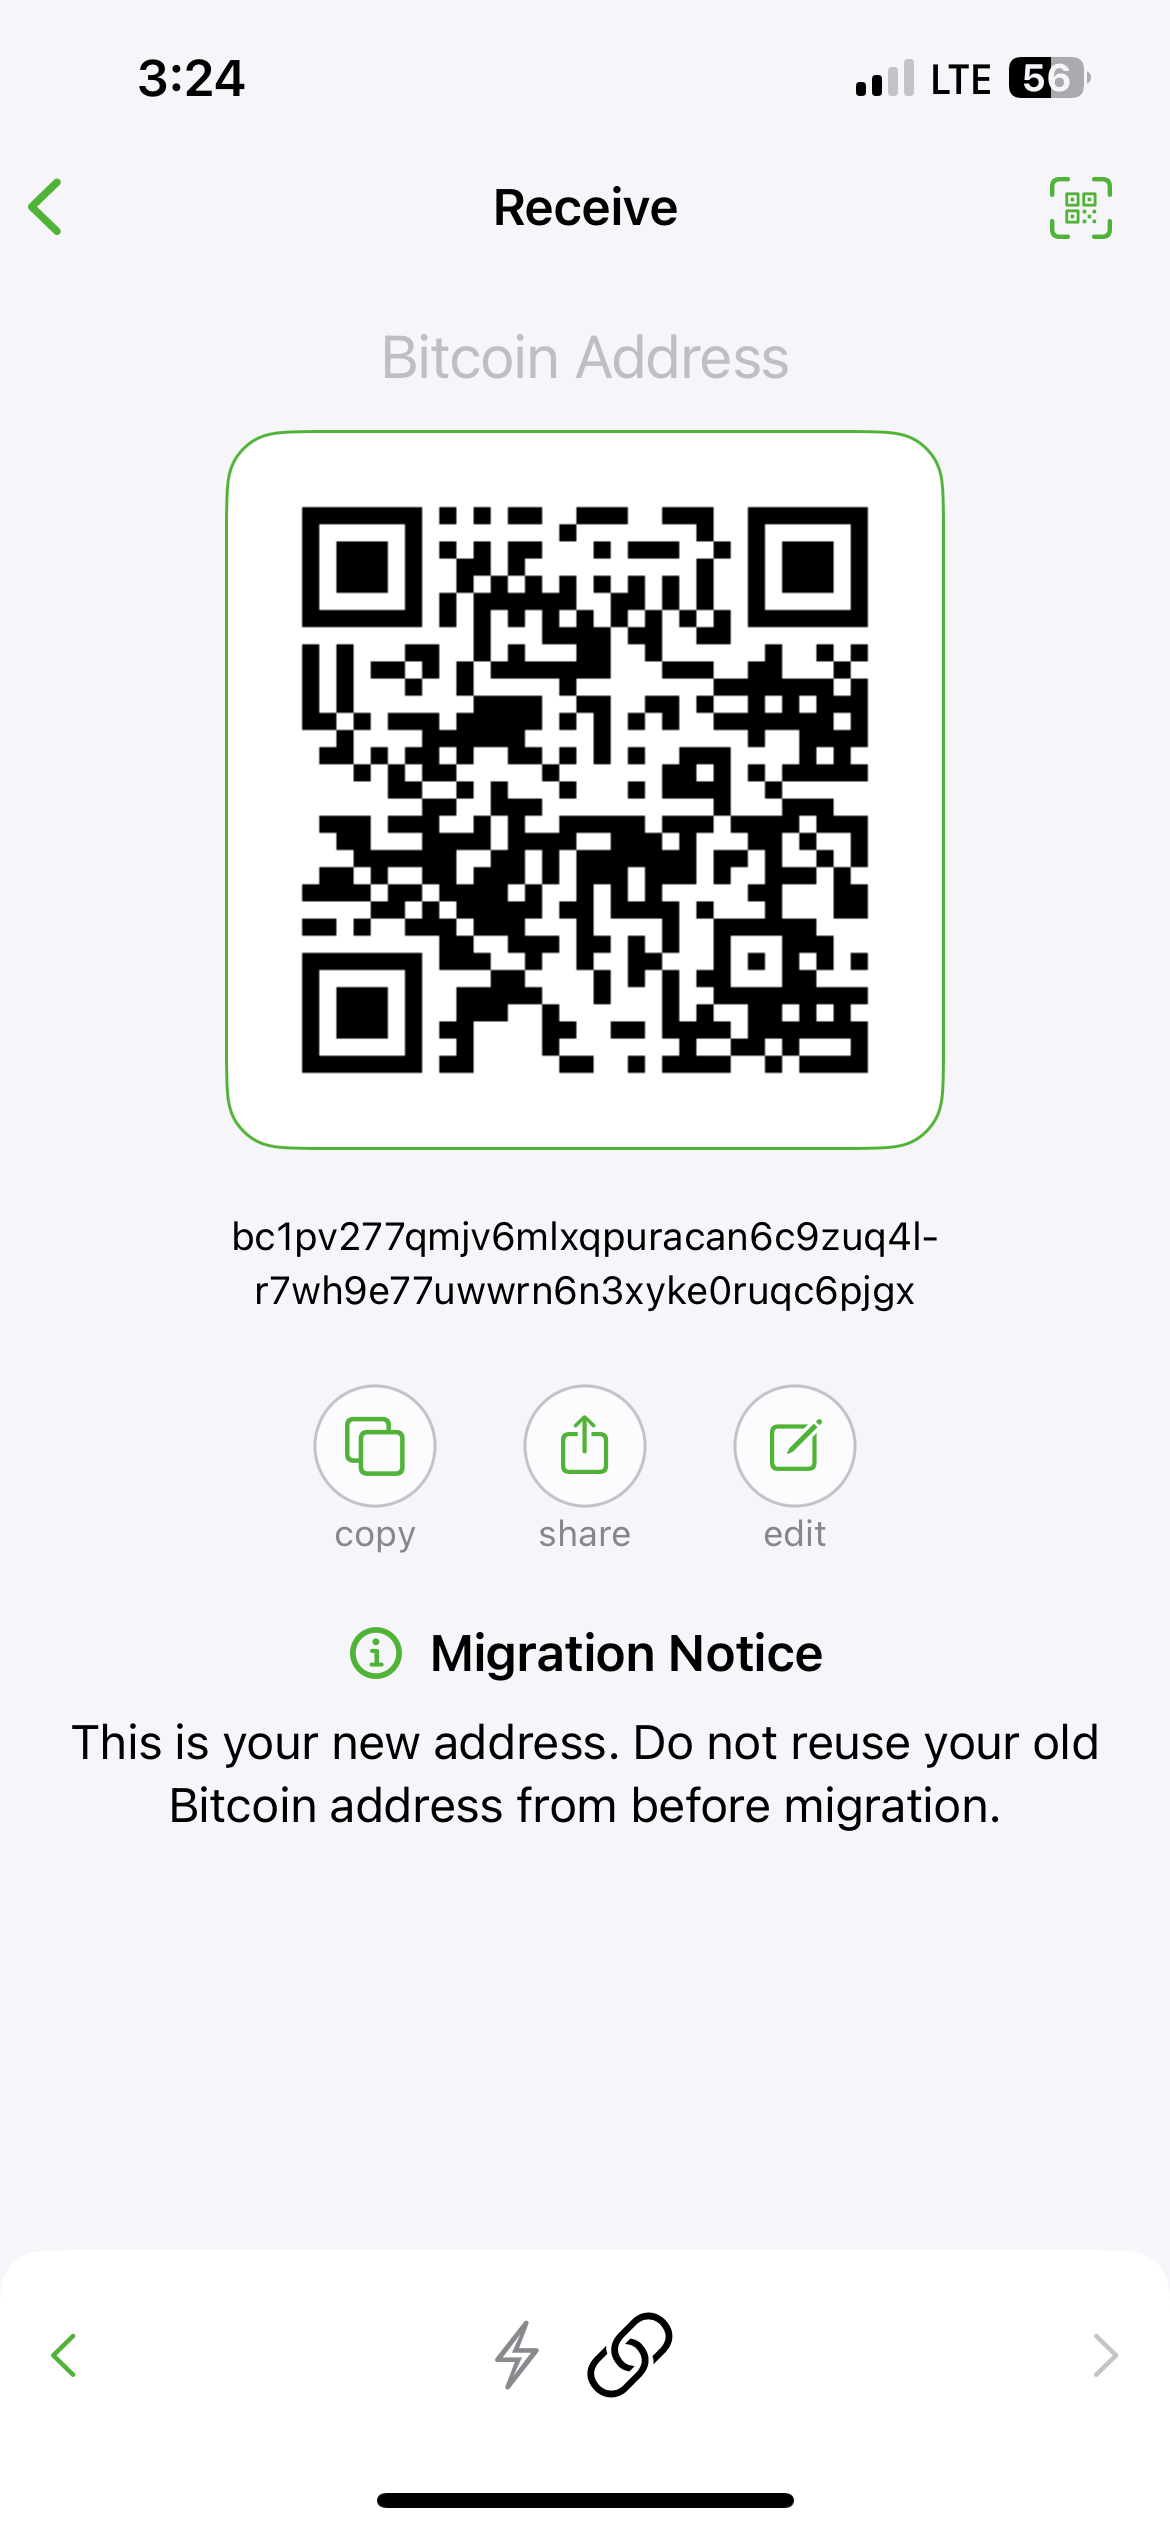 3:24
LTE 56
Receive
Bitcoin Address
bc1pv277qmjv6mlxqpuracan6c9zuq4l-
r7wh9e77uwwrn6n3xyke0ruqc6pjgx
copy share edit
Migration Notice
This is your new address. Do not reuse your old
Bitcoin address from before migration.